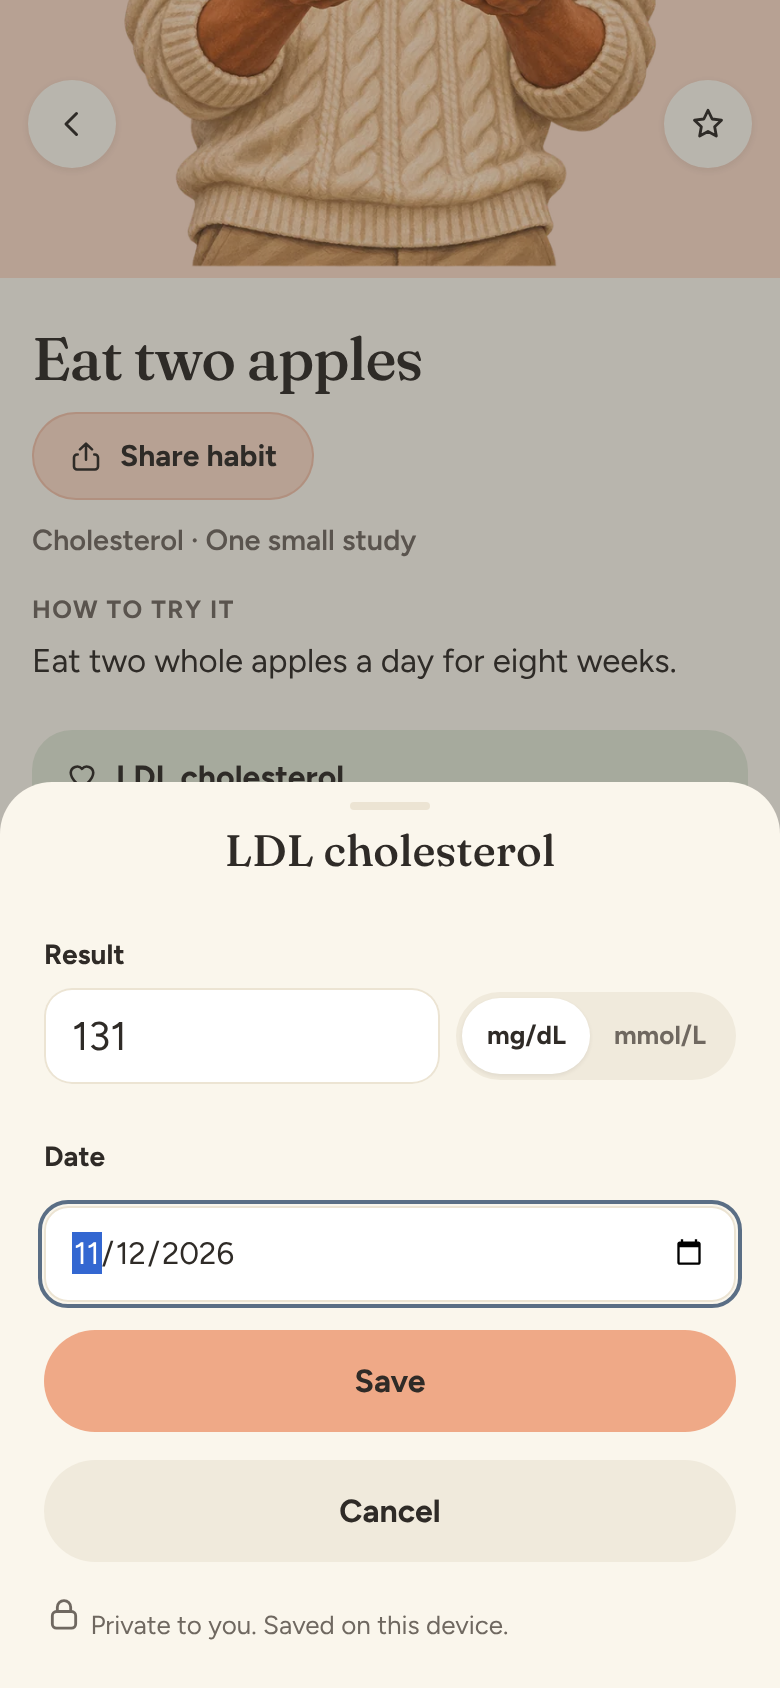 Eat two apples
Share habit
Cholesterol · One small study
HOW TO TRY IT
Eat two whole apples a day for eight weeks.
LDL cholesterol
LDL cholesterol
Result
131
mg/dL
mmol/L
Date
11/12/2026
Save
Cancel
Private to you. Saved on this device.